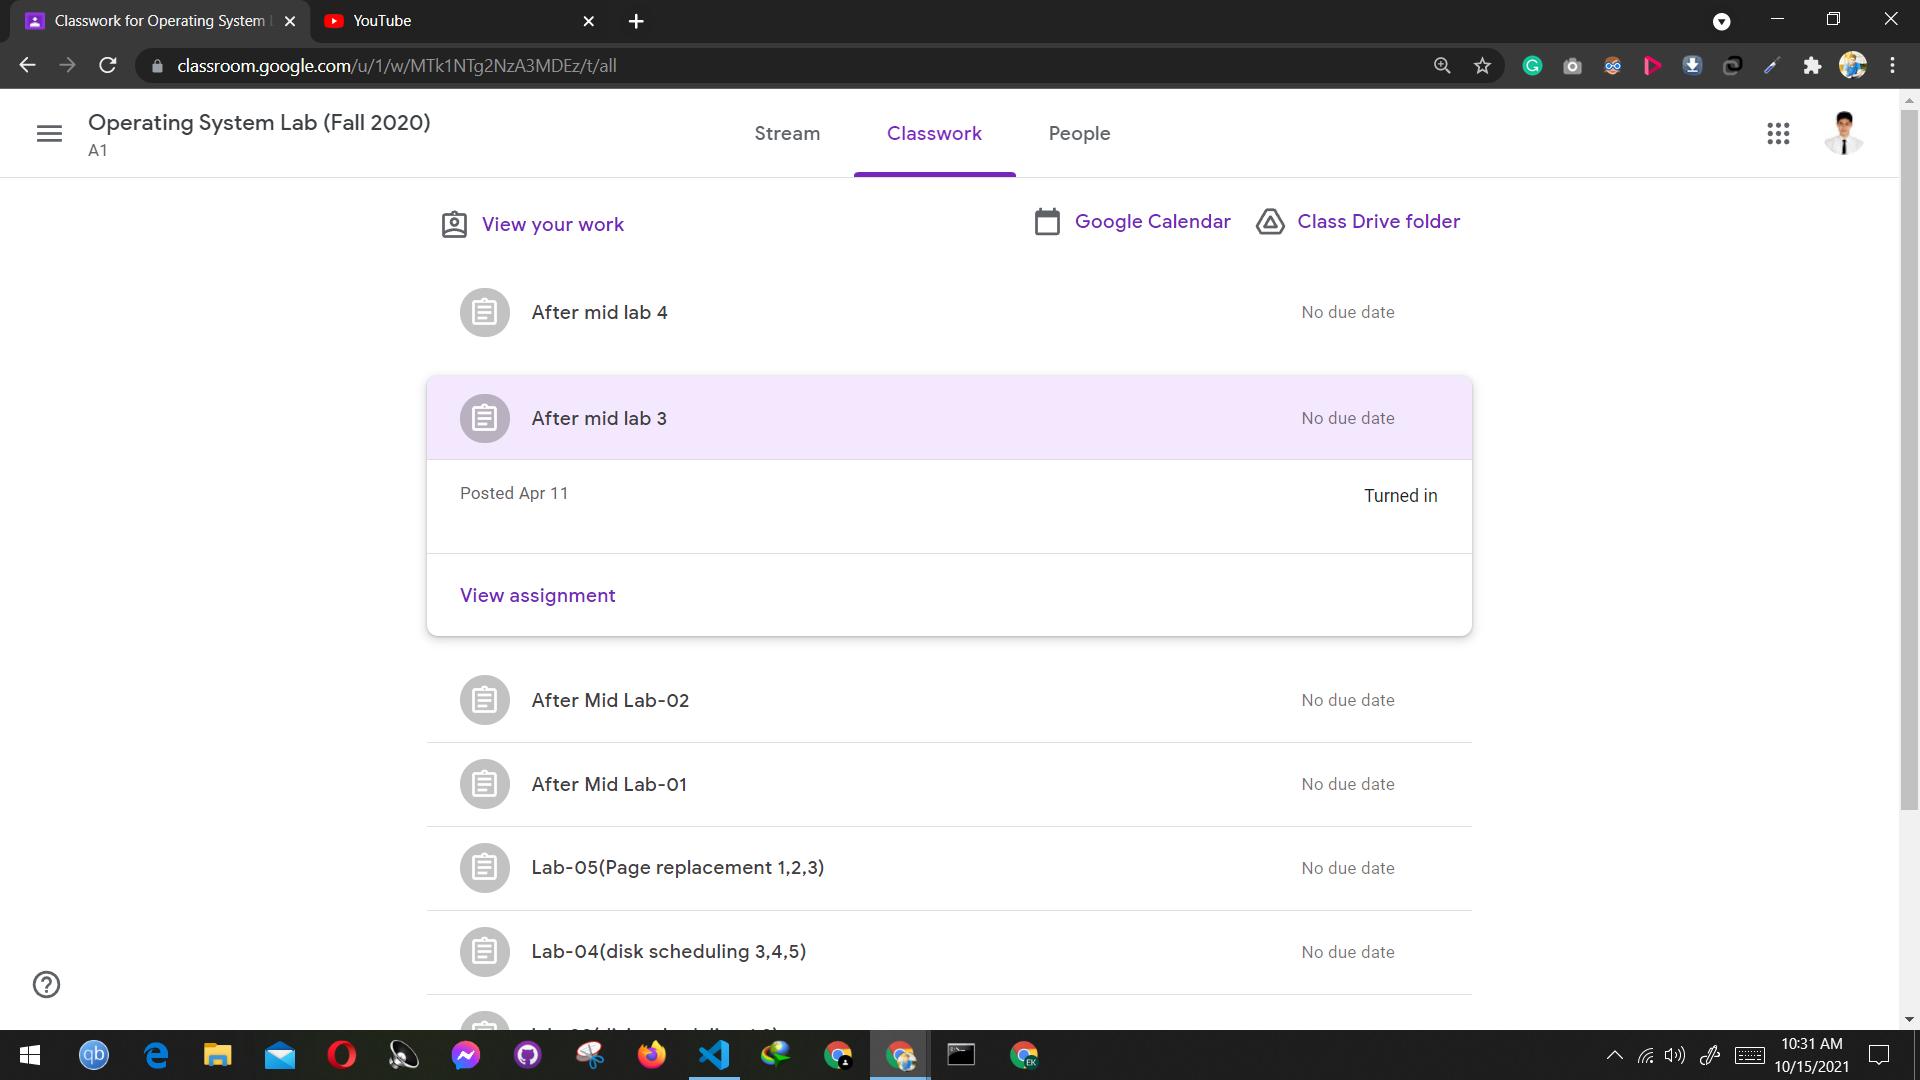 Classwork for Operating System
YouTube
classroom.google.com/u/1/w/MTk1NTg2NzA3MDEz/t/all
Operating System Lab (Fall 2020)
A1
Stream
Classwork
People
View your work
Google Calendar
Class Drive folder
After mid lab 4
No due date
After mid lab 3
No due date
Posted Apr 11
Turned in
View assignment
After Mid Lab-02
No due date
After Mid Lab-01
No due date
Lab-05(Page replacement 1,2,3)
No due date
Lab-04(disk scheduling 3,4,5)
No due date
qb
EK
10:31 AM
10/15/2021